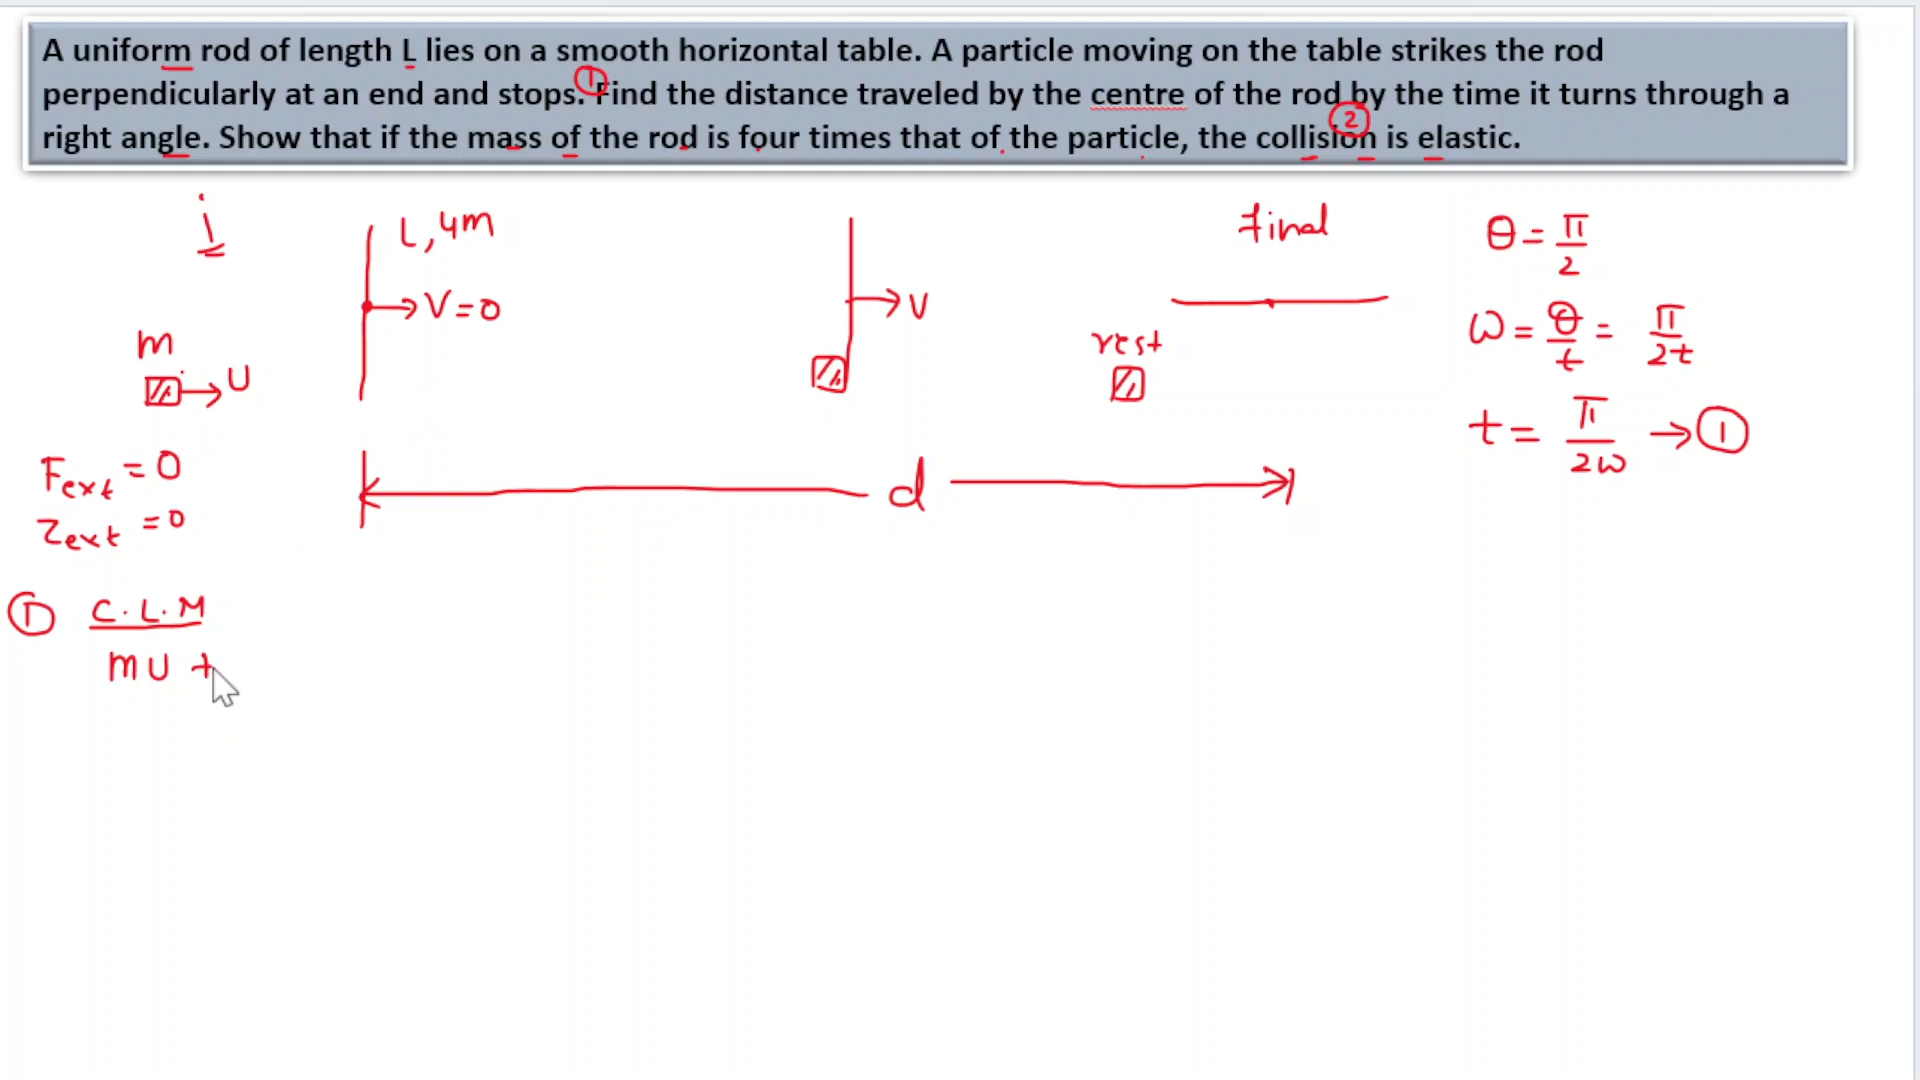 A uniform rod of length L lies on a smooth horizontal table. A particle moving on the table strikes the rod
perpendicularly at an end and stops. ① Find the distance traveled by the centre of the rod by the time it turns through a
right angle. Show that if the mass of the rod is four times that of the particle, the collision ② is elastic.
i
L, 4m
V = 0
m
U
V
Final
rest
θ = π/2
ω = θ/t = π/2t
t = π/2ω → ①
Fext = 0
τext = 0
d
① C.L.M
mU +